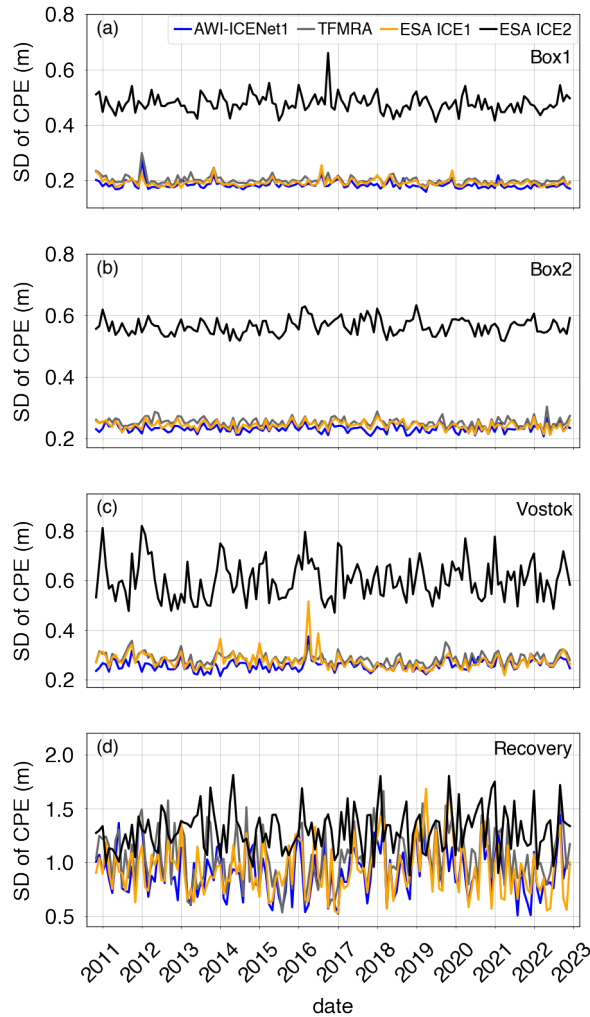 (a) AWI-ICENet1 TFMRA ESA ICE1 ESA ICE2
Box1
SD of CPE (m)
0.8
0.6
0.4
0.2
(b) Box2
SD of CPE (m)
0.8
0.6
0.4
0.2
(c) Vostok
SD of CPE (m)
0.8
0.6
0.4
0.2
(d) Recovery
SD of CPE (m)
2.0
1.5
1.0
0.5
2011 2012 2013 2014 2015 2016 2017 2018 2019 2020 2021 2022 2023
date